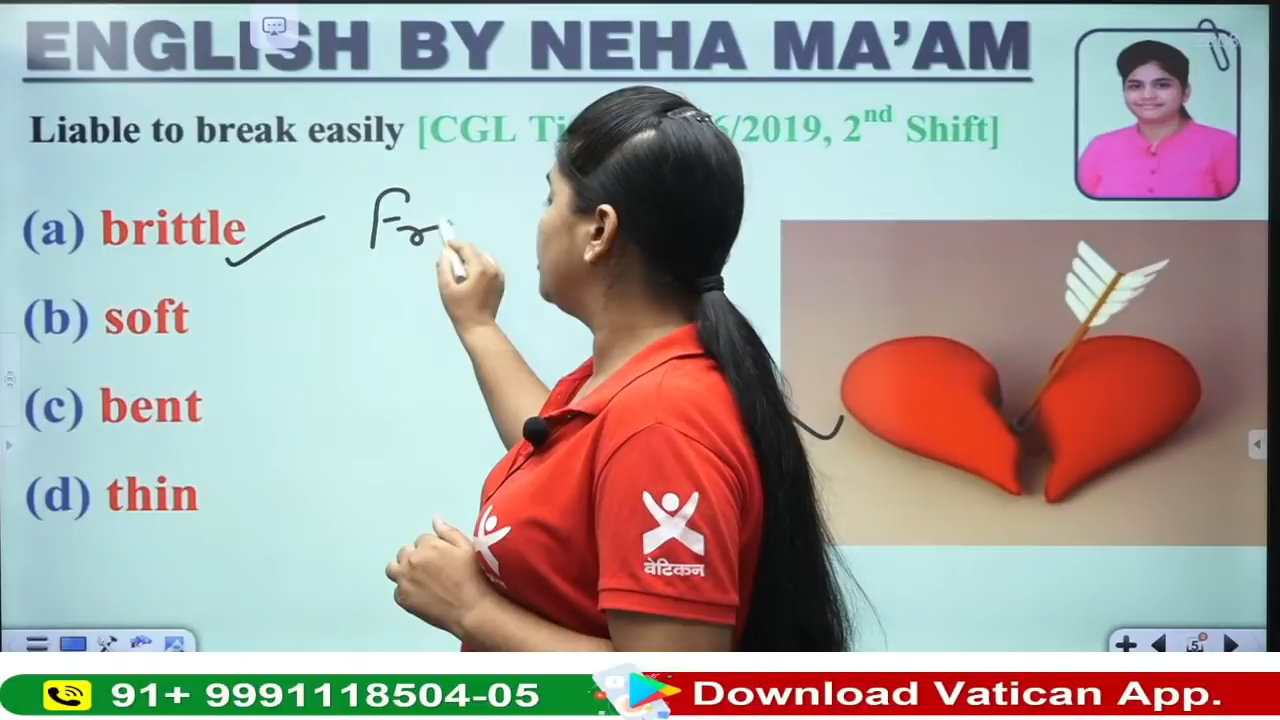 ENGLISH BY NEHA MA’AM
Liable to break easily [CGL 6/2019, 2nd Shift]
(a) brittle
Fr
(b) soft
(c) bent
(d) thin
वेटिकन
91+ 9991118504-05
Download Vatican App.